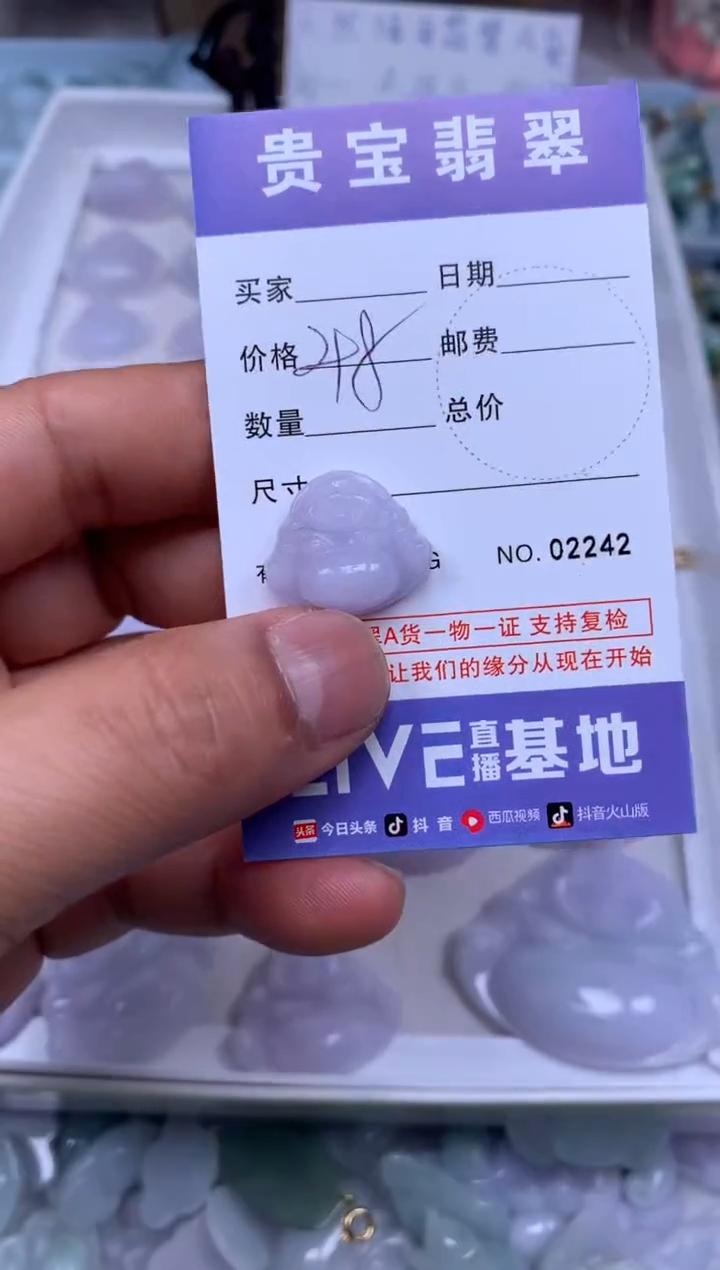 贵宝翡翠
买家 日期
价格 298 邮费
数量 总价
尺寸
G NO. 02242
A货一物一证 支持复检
让我们的缘分从现在开始
LIVE 直播 基地
头条 今日头条 抖音 西瓜视频 抖音火山版